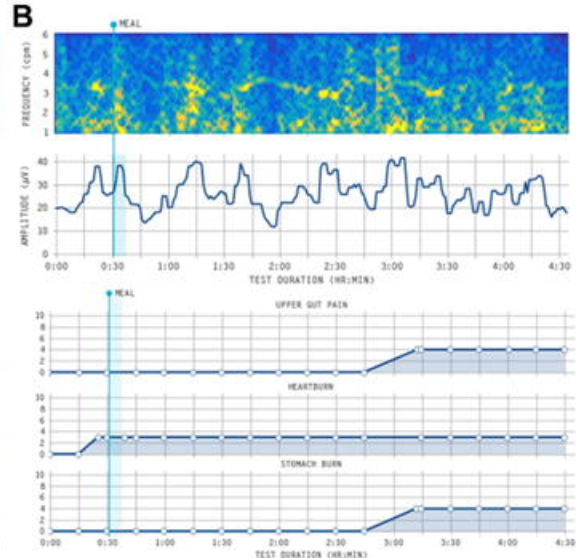 B
MEAL
FREQUENCY (cpm)
6
5
4
3
2
1
AMPLITUDE (µV)
40
30
20
10
0
0:00 0:30 1:00 1:30 2:00 2:30 3:00 3:30 4:00 4:30
TEST DURATION (HR:MIN)
MEAL
UPPER GUT PAIN
10
8
6
4
2
0
HEARTBURN
10
8
6
4
2
0
STOMACH BURN
10
8
6
4
2
0
0:00 0:30 1:00 1:30 2:00 2:30 3:00 3:30 4:00 4:30
TEST DURATION (HR:MIN)